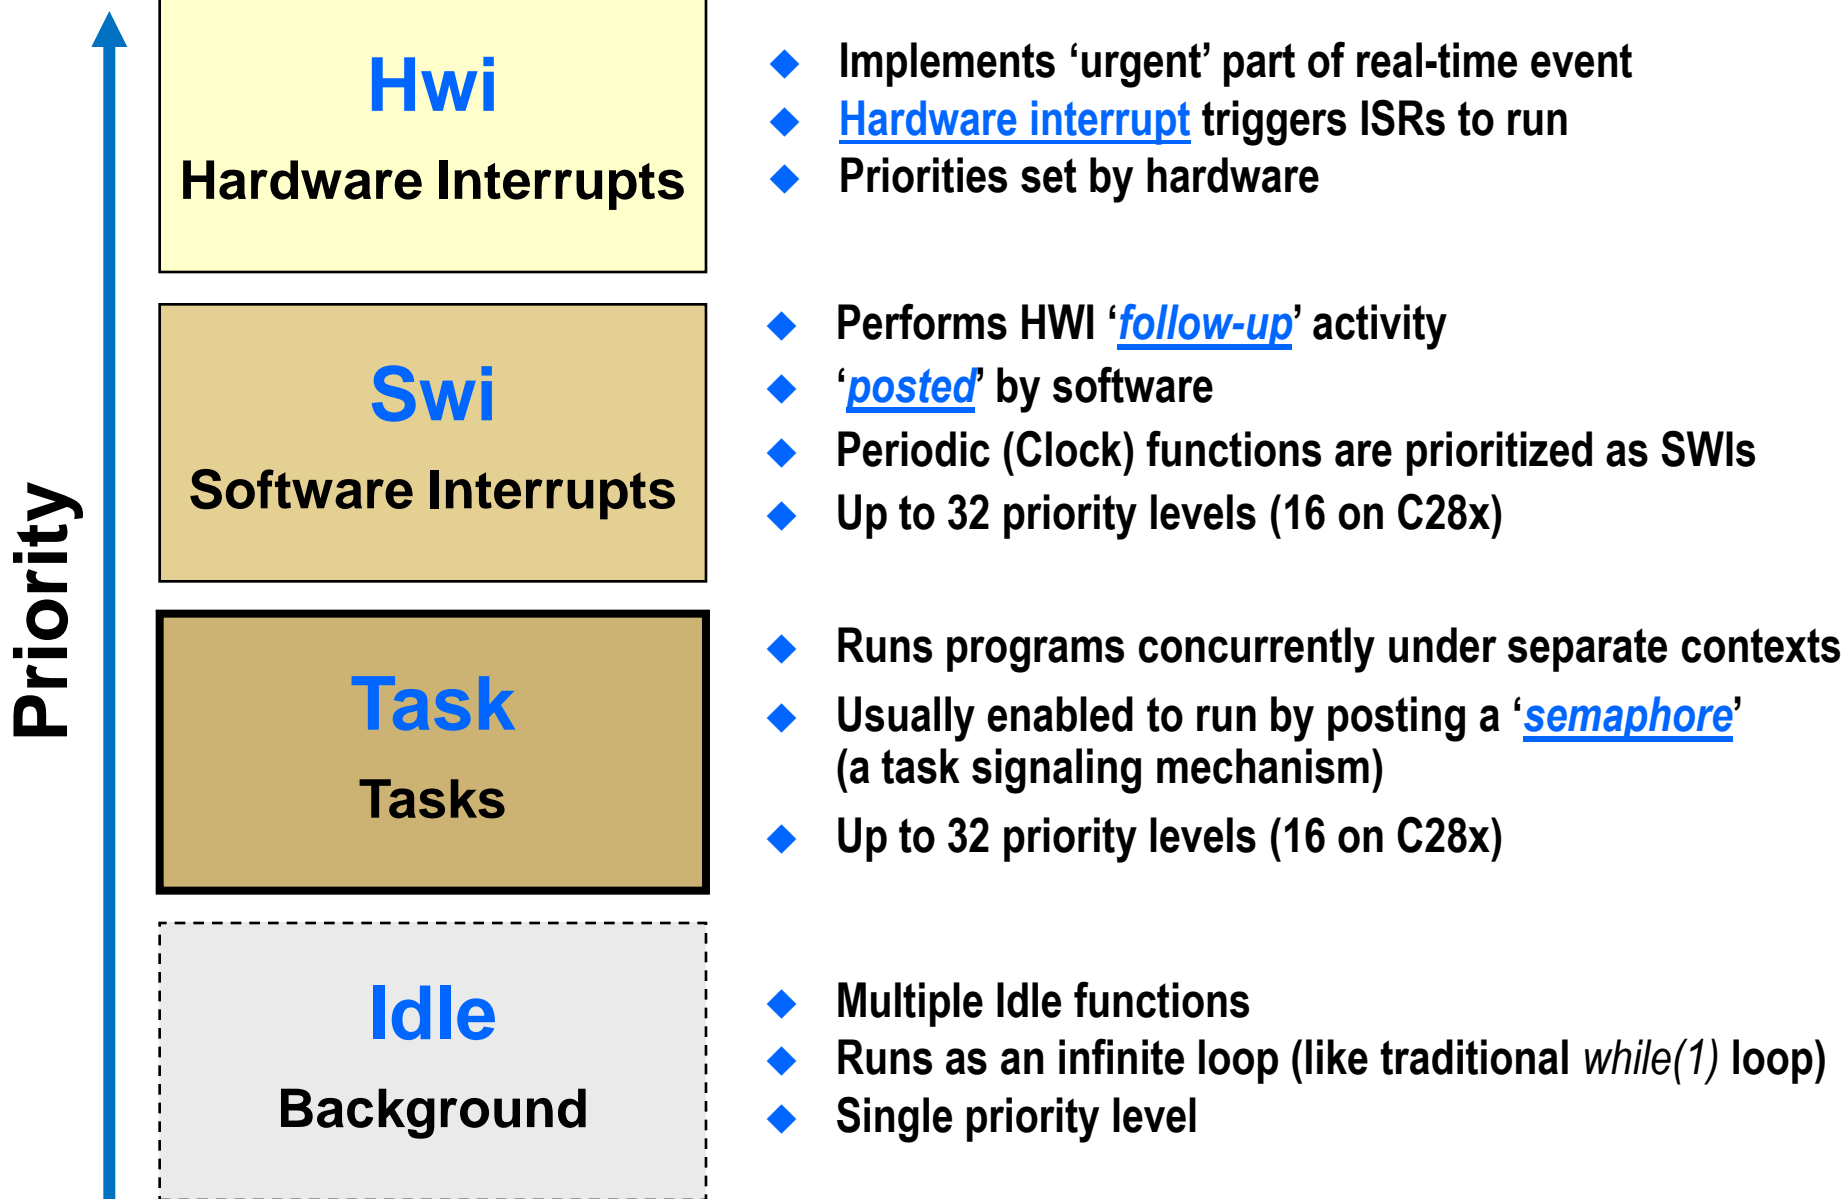 Priority
Hwi
Hardware Interrupts
Implements ‘urgent’ part of real-time event
Hardware interrupt triggers ISRs to run
Priorities set by hardware
Swi
Software Interrupts
Performs HWI ‘follow-up’ activity
‘posted’ by software
Periodic (Clock) functions are prioritized as SWIs
Up to 32 priority levels (16 on C28x)
Task
Tasks
Runs programs concurrently under separate contexts
Usually enabled to run by posting a ‘semaphore’
(a task signaling mechanism)
Up to 32 priority levels (16 on C28x)
Idle
Background
Multiple Idle functions
Runs as an infinite loop (like traditional while(1) loop)
Single priority level